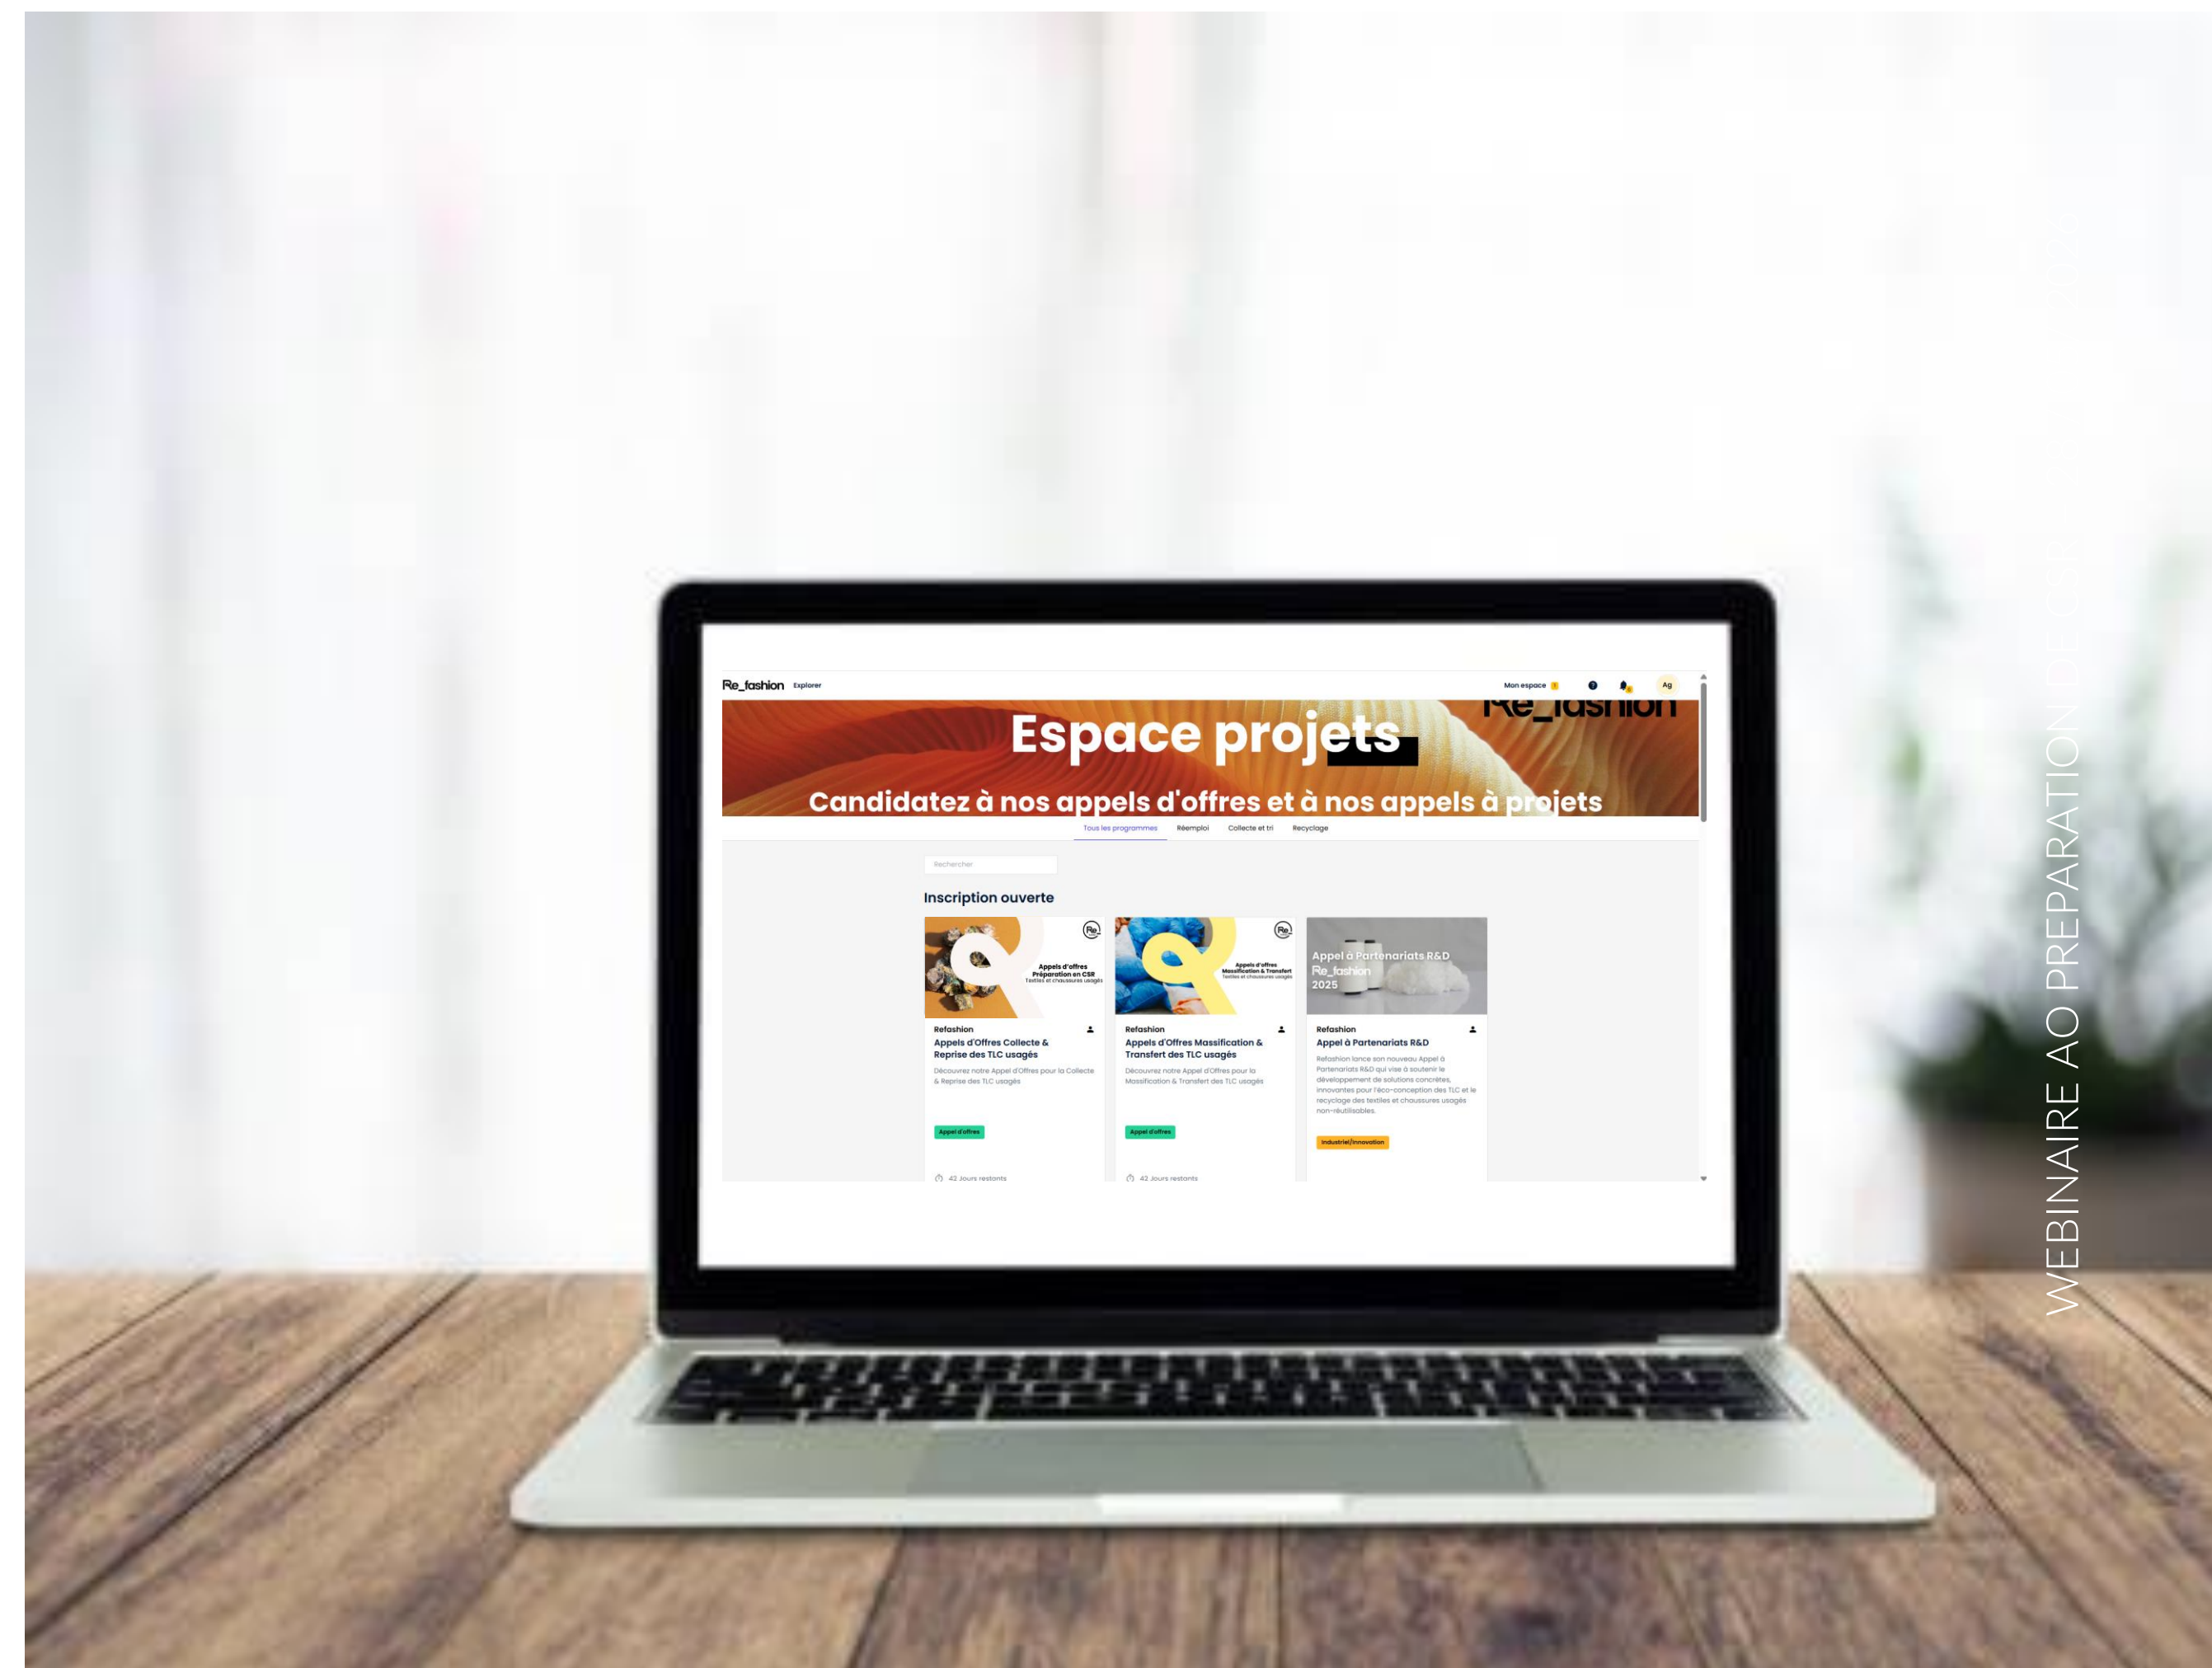 Re_fashion Explorer Mon espace
Ag
Re_fashion
Espace projets
Candidatez à nos appels d'offres et à nos appels à projets
Tous les programmes Réemploi Collecte et tri Recyclage
Rechercher
Inscription ouverte
Re_
Appels d'offres
Préparation en CSR
Textiles et chaussures usagés
Refashion
Appels d'Offres Collecte &
Reprise des TLC usagés
Découvrez notre Appel d'Offres pour la Collecte
& Reprise des TLC usagés
Appel d'offres
42 Jours restants
Re_
Appels d'offres
Massification & Transfert
Textiles et chaussures usagés
Refashion
Appels d'Offres Massification &
Transfert des TLC usagés
Découvrez notre Appel d'Offres pour la
Massification & Transfert des TLC usagés
Appel d'offres
42 Jours restants
Appel à Partenariats R&D
Re_fashion
2025
Refashion
Appel à Partenariats R&D
Refashion lance son nouveau Appel à
Partenariats R&D qui vise à soutenir le
développement de solutions concrètes,
innovantes pour l'éco-conception des TLC et le
recyclage des textiles et chaussures usagés
non-réutilisables.
Industriel/Innovation
WEBINAIRE AO PREPARATION DE CSR 2026